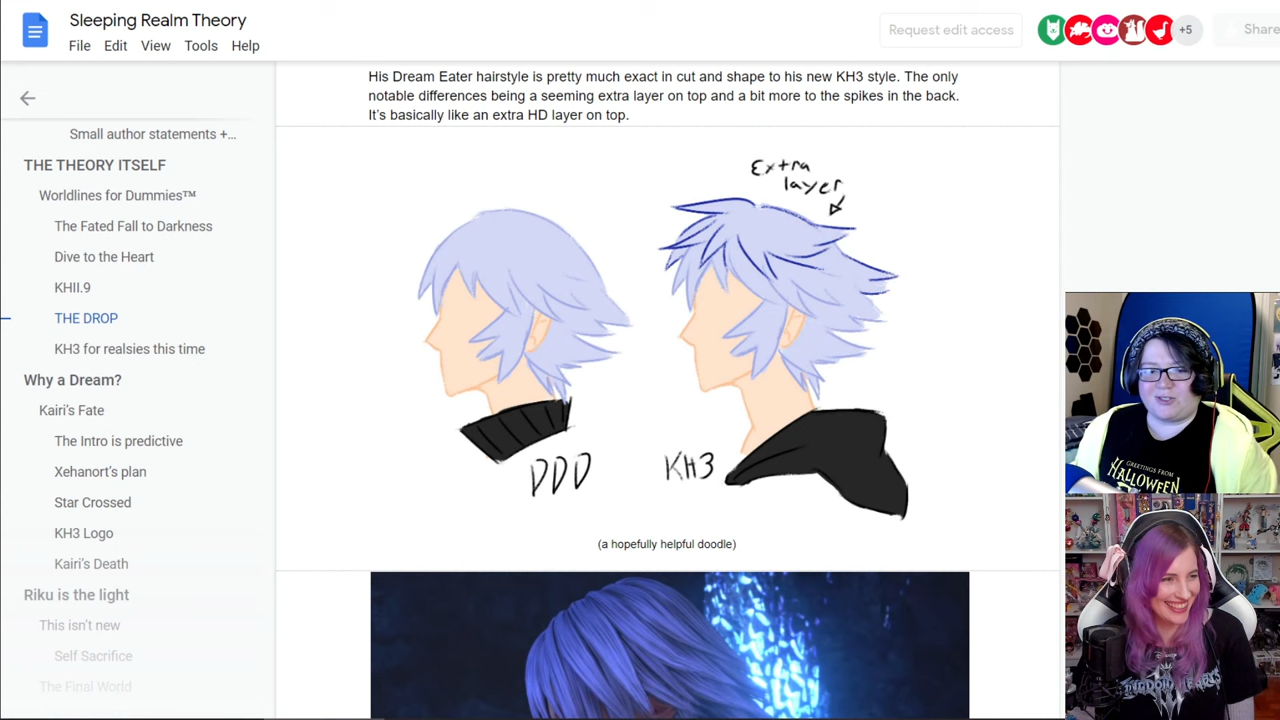 Sleeping Realm Theory
File Edit View Tools Help
Request edit access
+5
Share
Small author statements +...
THE THEORY ITSELF
Worldlines for Dummies™
The Fated Fall to Darkness
Dive to the Heart
KHII.9
THE DROP
KH3 for realsies this time
Why a Dream?
Kairi's Fate
The Intro is predictive
Xehanort's plan
Star Crossed
KH3 Logo
Kairi's Death
Riku is the light
This isn't new
Self Sacrifice
The Final World
His Dream Eater hairstyle is pretty much exact in cut and shape to his new KH3 style. The only
notable differences being a seeming extra layer on top and a bit more to the spikes in the back.
It's basically like an extra HD layer on top.
Extra
layer
DDD
KH3
(a hopefully helpful doodle)
GREETINGS FROM
HALLOWEEN
Disney
KINGDOM HEARTS